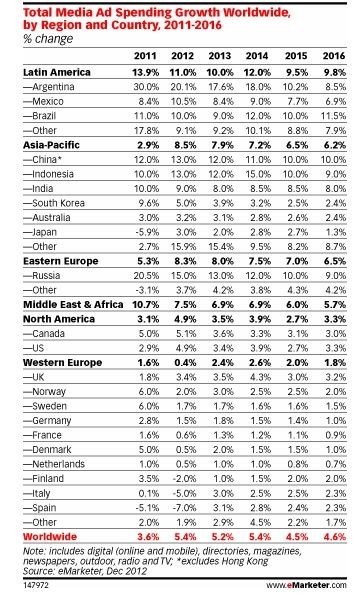 Total Media Ad Spending Growth Worldwide,
by Region and Country, 2011-2016
% change
2011 2012 2013 2014 2015 2016
Latin America 13.9% 11.0% 10.0% 12.0% 9.5% 9.8%
—Argentina 30.0% 20.1% 17.6% 18.0% 10.2% 8.5%
—Mexico 8.4% 10.5% 8.4% 9.0% 7.7% 6.9%
—Brazil 11.0% 10.0% 9.0% 12.0% 10.0% 11.5%
—Other 17.8% 9.1% 9.2% 10.1% 8.8% 7.9%
Asia-Pacific 2.9% 8.5% 7.9% 7.2% 6.5% 6.2%
—China* 12.0% 13.0% 12.0% 11.0% 10.0% 10.0%
—Indonesia 10.0% 13.0% 12.0% 15.0% 10.0% 9.0%
—India 10.0% 9.0% 8.0% 8.5% 8.5% 8.0%
—South Korea 9.6% 5.0% 3.9% 3.2% 2.5% 2.4%
—Australia 3.0% 3.2% 3.1% 2.8% 2.6% 2.4%
—Japan -5.9% 3.0% 2.0% 2.8% 2.7% 1.3%
—Other 2.7% 15.9% 15.4% 9.5% 8.2% 8.7%
Eastern Europe 5.3% 8.3% 8.0% 7.5% 7.0% 6.5%
—Russia 20.5% 15.0% 13.0% 12.0% 10.0% 9.0%
—Other -3.1% 3.7% 4.2% 3.8% 4.3% 4.2%
Middle East & Africa 10.7% 7.5% 6.9% 6.9% 6.0% 5.7%
North America 3.1% 4.9% 3.5% 3.9% 2.7% 3.3%
—Canada 5.0% 5.1% 3.6% 3.3% 3.1% 3.0%
—US 2.9% 4.9% 3.4% 3.9% 2.7% 3.3%
Western Europe 1.6% 0.4% 2.4% 2.6% 2.0% 1.8%
—UK 1.8% 3.4% 3.5% 4.3% 3.0% 3.2%
—Norway 6.0% 2.0% 3.0% 2.5% 2.5% 2.0%
—Sweden 6.0% 1.7% 1.7% 1.6% 1.6% 1.5%
—Germany 2.8% 1.5% 1.8% 1.5% 1.4% 1.0%
—France 1.6% 0.6% 1.3% 1.2% 1.1% 0.9%
—Denmark 5.0% 0.5% 2.0% 1.5% 1.5% 1.0%
—Netherlands 1.0% 0.5% 1.0% 1.0% 0.8% 0.7%
—Finland 3.5% -2.0% 1.0% 1.5% 2.0% 2.0%
—Italy 0.1% -5.0% 3.0% 2.5% 2.5% 2.3%
—Spain -5.1% -7.0% 3.1% 2.8% 2.4% 2.3%
—Other 2.0% 1.9% 2.9% 4.5% 2.2% 1.7%
Worldwide 3.6% 5.4% 5.2% 5.4% 4.5% 4.6%
Note: includes digital (online and mobile), directories, magazines,
newspapers, outdoor, radio and TV; *excludes Hong Kong
Source: eMarketer, Dec 2012
147972 www.eMarketer.com